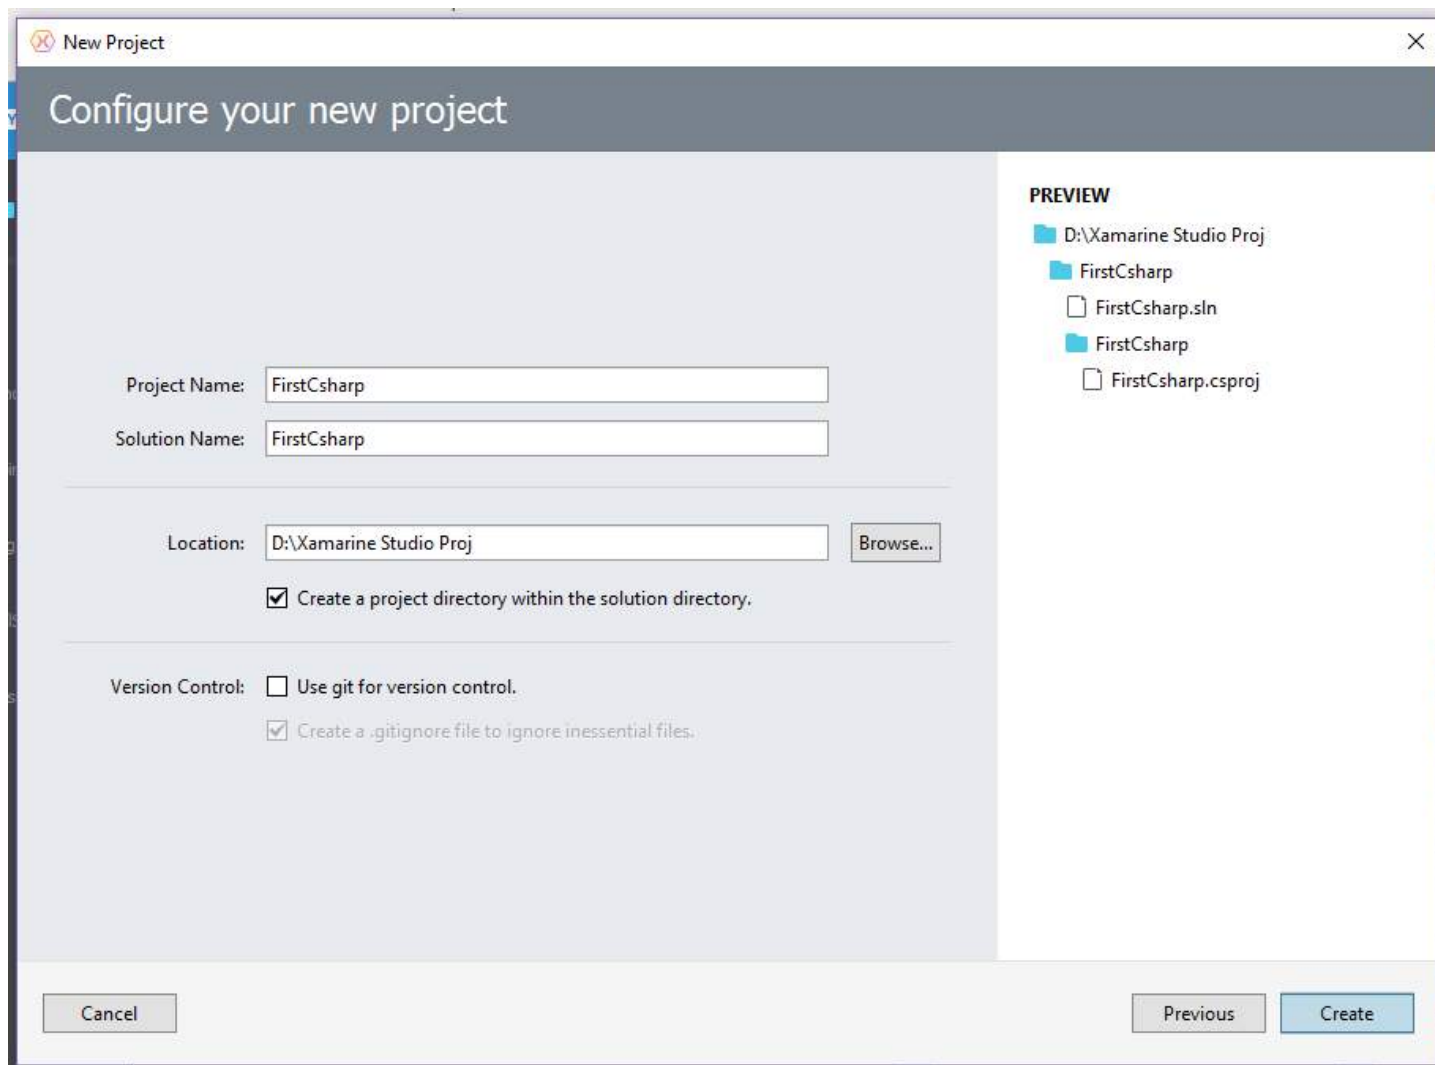 New Project
Configure your new project
Project Name: FirstCsharp
Solution Name: FirstCsharp
Location: D:\Xamarine Studio Proj Browse...
Create a project directory within the solution directory.
Version Control: Use git for version control.
Create a .gitignore file to ignore inessential files.
PREVIEW
D:\Xamarine Studio Proj
FirstCsharp
FirstCsharp.sln
FirstCsharp
FirstCsharp.csproj
Cancel Previous Create